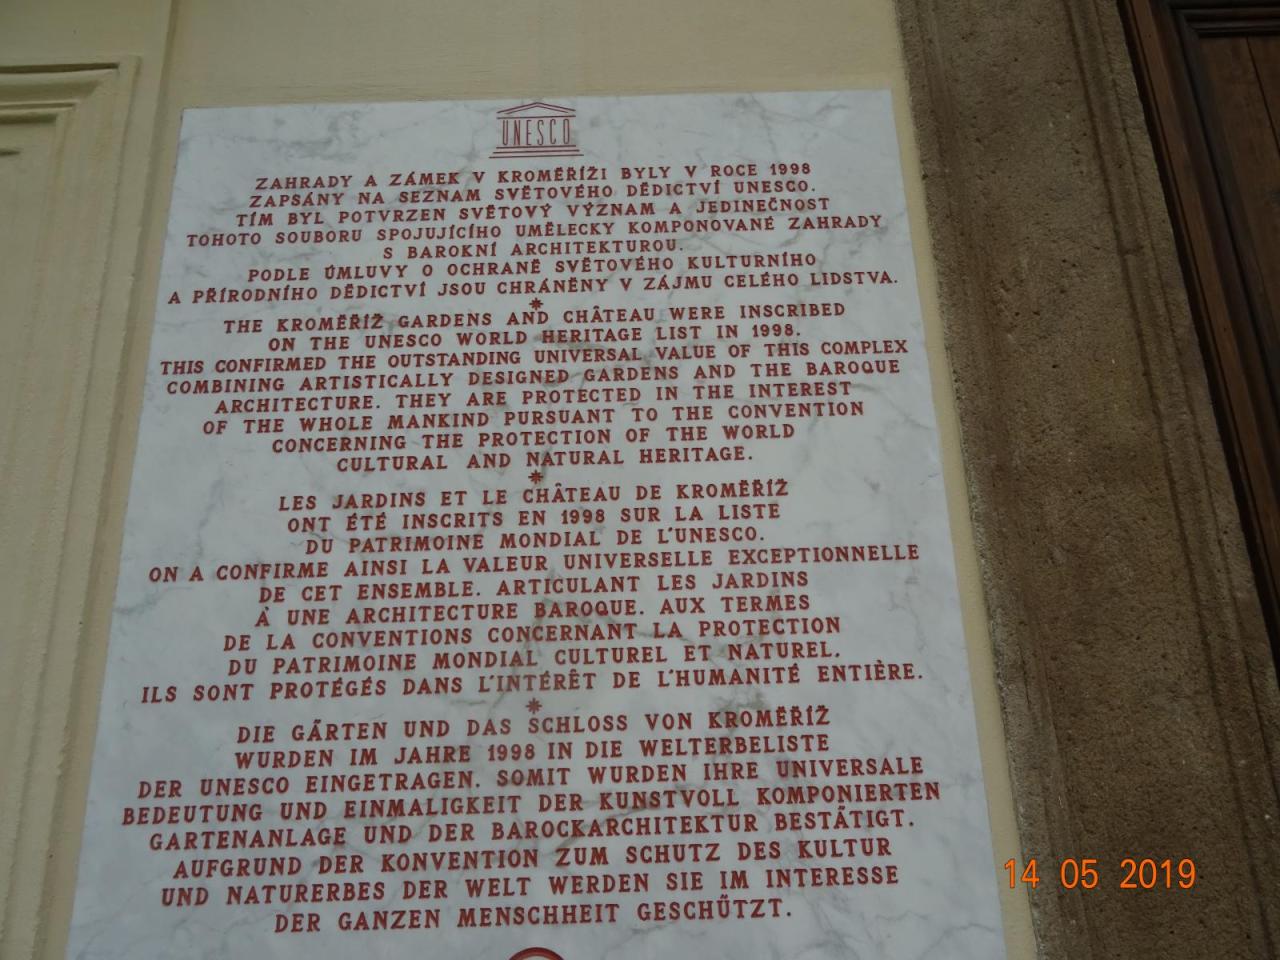 UNESCO
ZAHRADY A ZÁMEK V KROMĚŘÍŽI BYLY V ROCE 1998
ZAPSÁNY NA SEZNAM SVĚTOVÉHO DĚDICTVÍ UNESCO.
TÍM BYL POTVRZEN SVĚTOVÝ VÝZNAM A JEDINEČNOST
TOHOTO SOUBORU SPOJUJÍCÍHO UMĚLECKY KOMPONOVANÉ ZAHRADY
S BAROKNÍ ARCHITEKTUROU.
PODLE ÚMLUVY O OCHRANĚ SVĚTOVÉHO KULTURNÍHO
A PŘÍRODNÍHO DĚDICTVÍ JSOU CHRÁNĚNY V ZÁJMU CELÉHO LIDSTVA.
*
THE KROMĚŘÍŽ GARDENS AND CHÂTEAU WERE INSCRIBED
ON THE UNESCO WORLD HERITAGE LIST IN 1998.
THIS CONFIRMED THE OUTSTANDING UNIVERSAL VALUE OF THIS COMPLEX
COMBINING ARTISTICALLY DESIGNED GARDENS AND THE BAROQUE
ARCHITECTURE. THEY ARE PROTECTED IN THE INTEREST
OF THE WHOLE MANKIND PURSUANT TO THE CONVENTION
CONCERNING THE PROTECTION OF THE WORLD
CULTURAL AND NATURAL HERITAGE.
*
LES JARDINS ET LE CHÂTEAU DE KROMĚŘÍŽ
ONT ÉTÉ INSCRITS EN 1998 SUR LA LISTE
DU PATRIMOINE MONDIAL DE L'UNESCO.
ON A CONFIRME AINSI LA VALEUR UNIVERSELLE EXCEPTIONNELLE
DE CET ENSEMBLE. ARTICULANT LES JARDINS
À UNE ARCHITECTURE BAROQUE. AUX TERMES
DE LA CONVENTIONS CONCERNANT LA PROTECTION
DU PATRIMOINE MONDIAL CULTUREL ET NATUREL.
ILS SONT PROTÉGÉS DANS L'INTÉRÊT DE L'HUMANITÉ ENTIÈRE.
*
DIE GÄRTEN UND DAS SCHLOSS VON KROMĚŘÍŽ
WURDEN IM JAHRE 1998 IN DIE WELTERBELISTE
DER UNESCO EINGETRAGEN. SOMIT WURDEN IHRE UNIVERSALE
BEDEUTUNG UND EINMALIGKEIT DER KUNSTVOLL KOMPONIERTEN
GARTENANLAGE UND DER BAROCKARCHITEKTUR BESTÄTIGT.
AUFGRUND DER KONVENTION ZUM SCHUTZ DES KULTUR
UND NATURERBES DER WELT WERDEN SIE IM INTERESSE
DER GANZEN MENSCHHEIT GESCHŰTZT.
14 05 2019